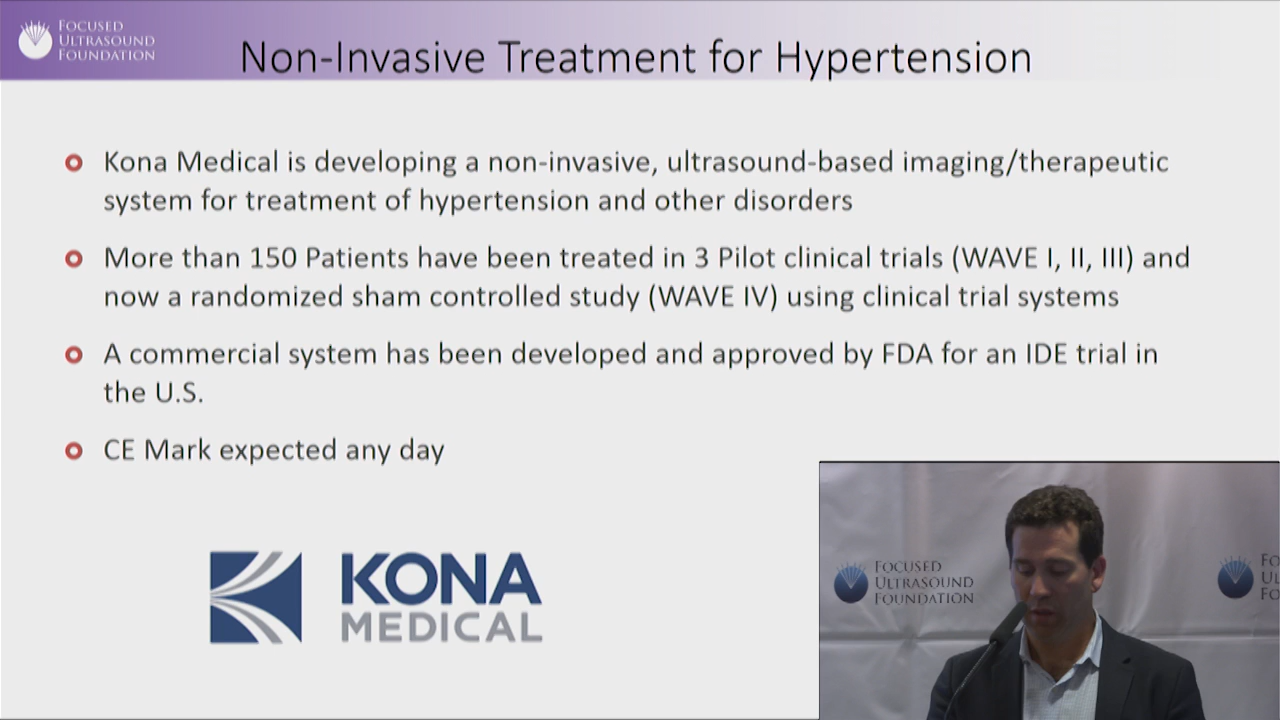 FOCUSED
ULTRASOUND
FOUNDATION
Non-Invasive Treatment for Hypertension
Kona Medical is developing a non-invasive, ultrasound-based imaging/therapeutic
system for treatment of hypertension and other disorders
More than 150 Patients have been treated in 3 Pilot clinical trials (WAVE I, II, III) and
now a randomized sham controlled study (WAVE IV) using clinical trial systems
A commercial system has been developed and approved by FDA for an IDE trial in
the U.S.
CE Mark expected any day
KONA
MEDICAL
FOCUSED
ULTRASOUND
FOUNDATION